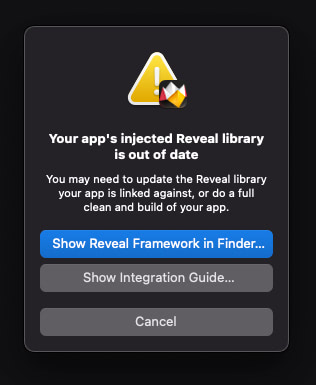 Your app's injected Reveal library
is out of date
You may need to update the Reveal library
your app is linked against, or do a full
clean and build of your app.
Show Reveal Framework in Finder...
Show Integration Guide...
Cancel